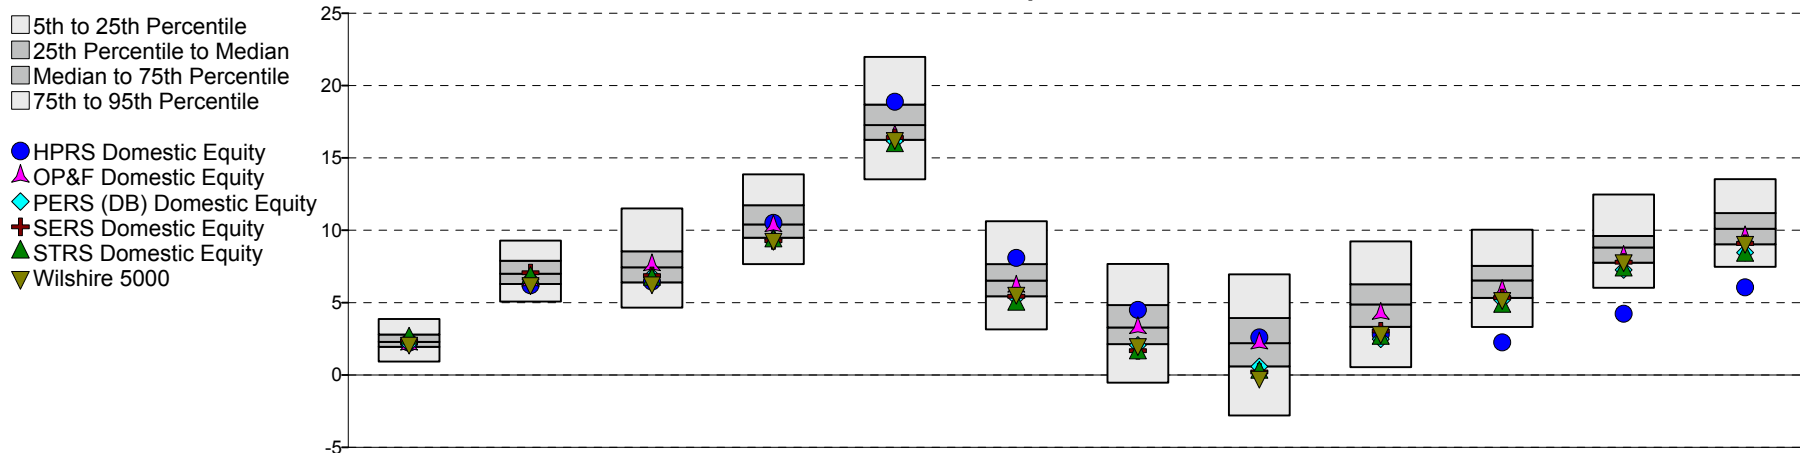 25
20
15
10
5
0
-5
5th to 25th Percentile
25th Percentile to Median
Median to 75th Percentile
75th to 95th Percentile
HPRS Domestic Equity
OP&F Domestic Equity
PERS (DB) Domestic Equity
SERS Domestic Equity
STRS Domestic Equity
Wilshire 5000